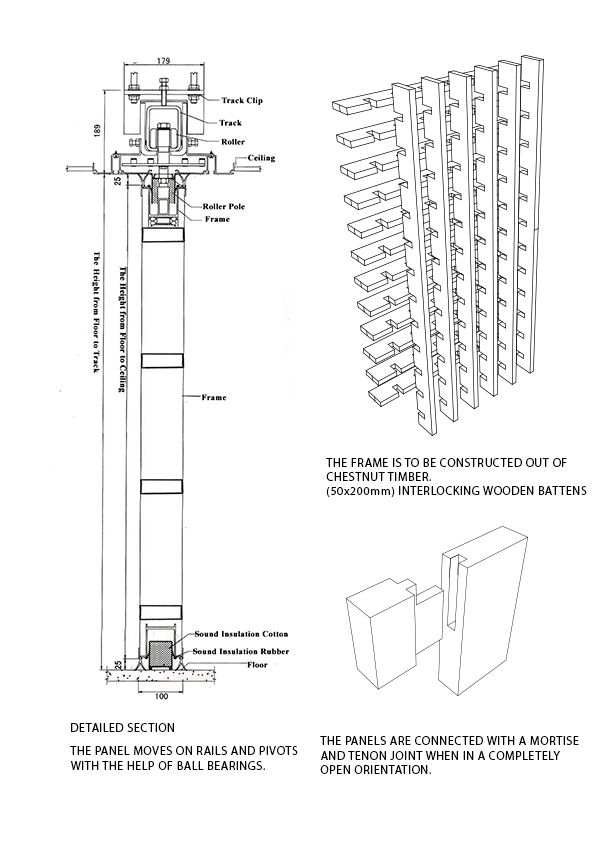 179
Track Clip
Track
Roller
Ceiling
189
25
Roller Pole
Frame
The Height from Floor to Track
The Height from Floor to Ceiling
Frame
Sound Insulation Cotton
Sound Insulation Rubber
Floor
25
100
DETAILED SECTION
THE PANEL MOVES ON RAILS AND PIVOTS
WITH THE HELP OF BALL BEARINGS.
THE FRAME IS TO BE CONSTRUCTED OUT OF
CHESTNUT TIMBER.
(50x200mm) INTERLOCKING WOODEN BATTENS
THE PANELS ARE CONNECTED WITH A MORTISE
AND TENON JOINT WHEN IN A COMPLETELY
OPEN ORIENTATION.